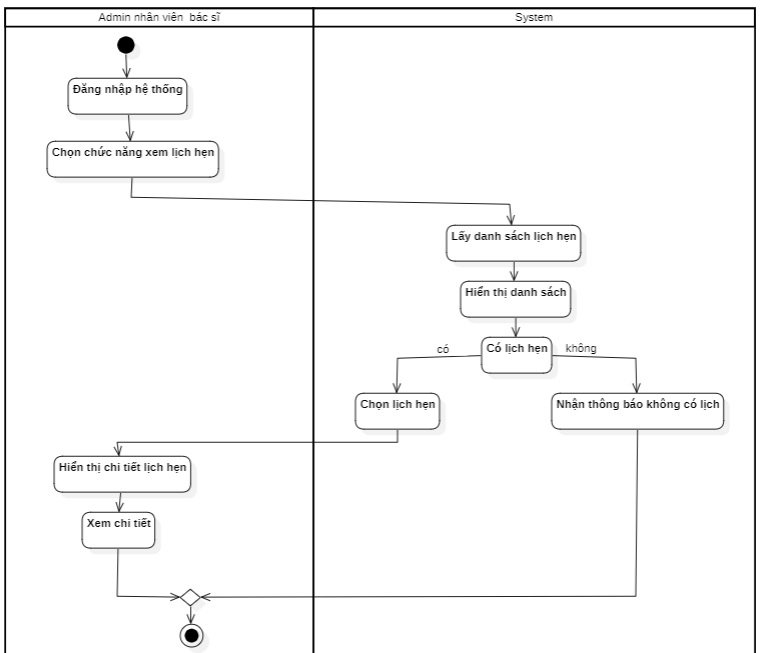 Admin nhân viên bác sĩ
System
Đăng nhập hệ thống
Chọn chức năng xem lịch hẹn
Lấy danh sách lịch hẹn
Hiển thị danh sách
Có lịch hẹn
có
không
Chọn lịch hẹn
Nhận thông báo không có lịch
Hiển thị chi tiết lịch hẹn
Xem chi tiết